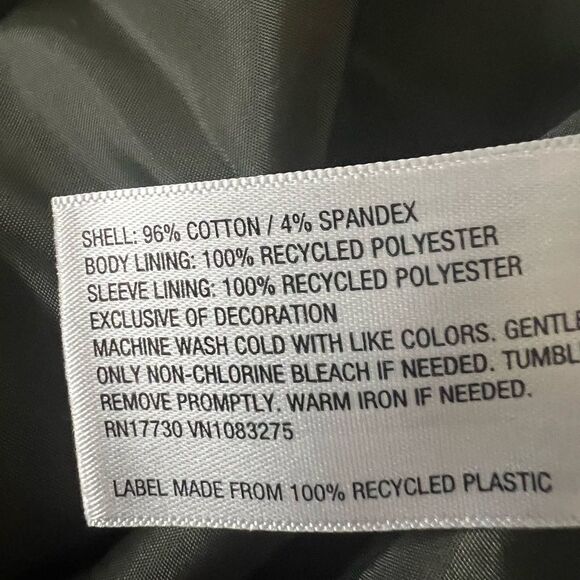 SHELL: 96% COTTON / 4% SPANDEX
BODY LINING: 100% RECYCLED POLYESTER
SLEEVE LINING: 100% RECYCLED POLYESTER
EXCLUSIVE OF DECORATION
MACHINE WASH COLD WITH LIKE COLORS. GENTLE
ONLY NON-CHLORINE BLEACH IF NEEDED. TUMBL
REMOVE PROMPTLY. WARM IRON IF NEEDED.
RN17730 VN1083275
LABEL MADE FROM 100% RECYCLED PLASTIC